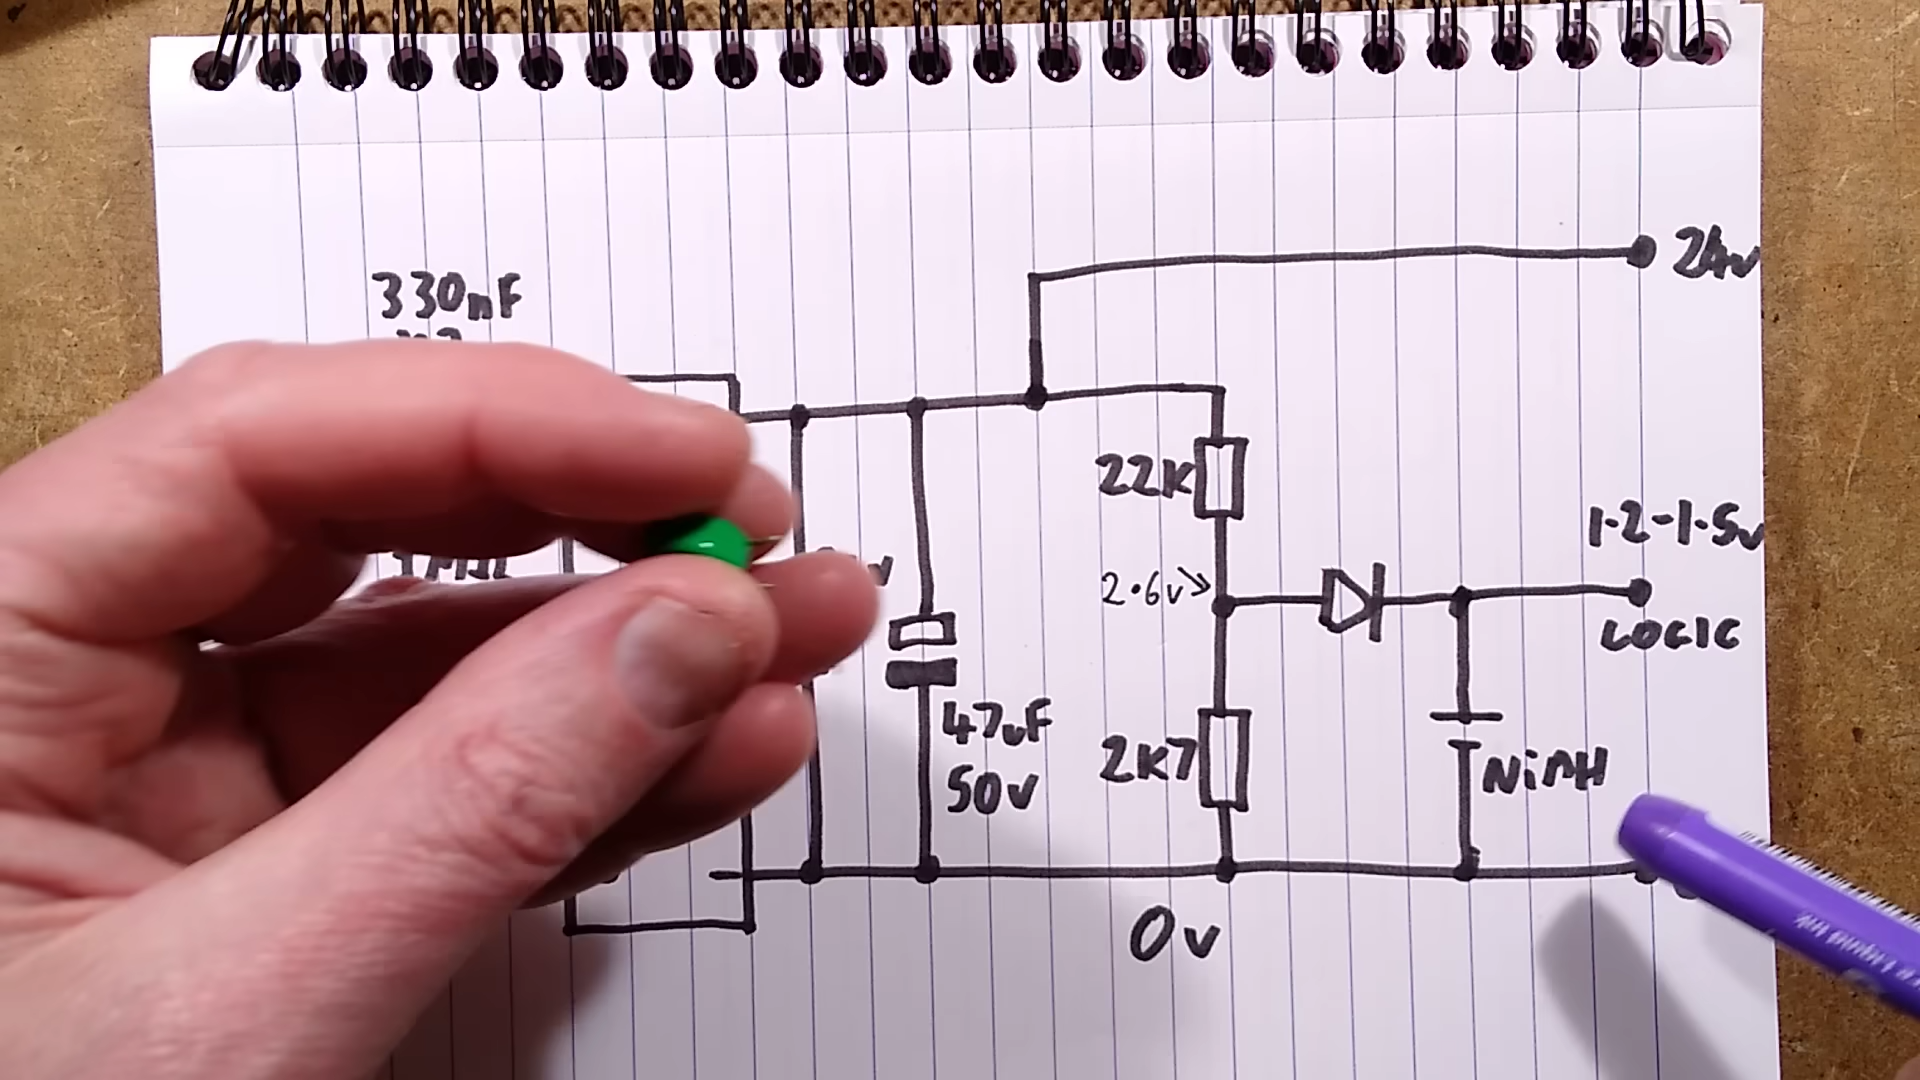 330nF
24v
22K
1.2-1.5v
2.6v
LOGIC
47uF
50v
2K7
NiMH
0v